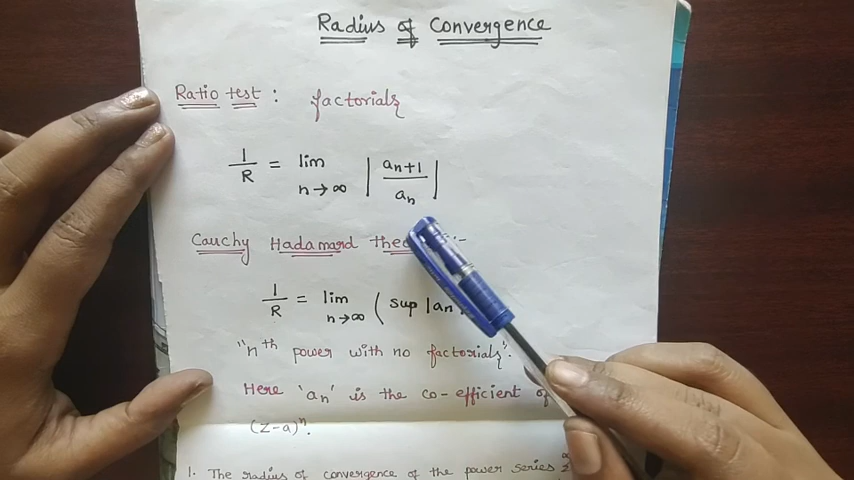 Radius of Convergence
Ratio test : factorials
1/R = lim n→∞ | an+1 / an |
Cauchy Hadamard :-
1/R = lim n→∞ ( sup |an
"nth power with no factorials".
Here 'an' is the co-efficient of
(z-a)^n.
1. The radius of convergence of the power series